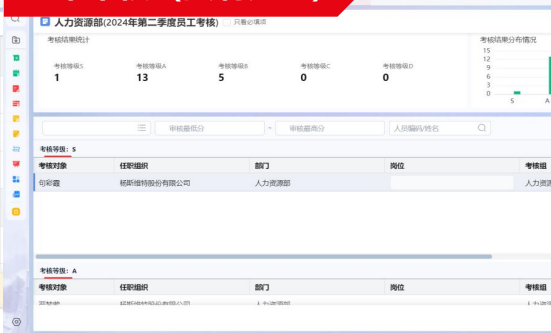 人力资源部(2024年第二季度员工考核) 只看必填项
考核结果统计
考核等级S
1
考核等级A
13
考核等级B
5
考核等级C
0
考核等级D
0
考核结果分布情况
15
12
9
6
3
0
S A
审核最低分 ~ 审核最高分 人员编码/姓名
考核等级: S
考核对象 任职组织 部门 岗位 考核组
句彩霞 杨斯维特股份有限公司 人力资源部 人力资源
考核等级: A
考核对象 任职组织 部门 岗位 考核组